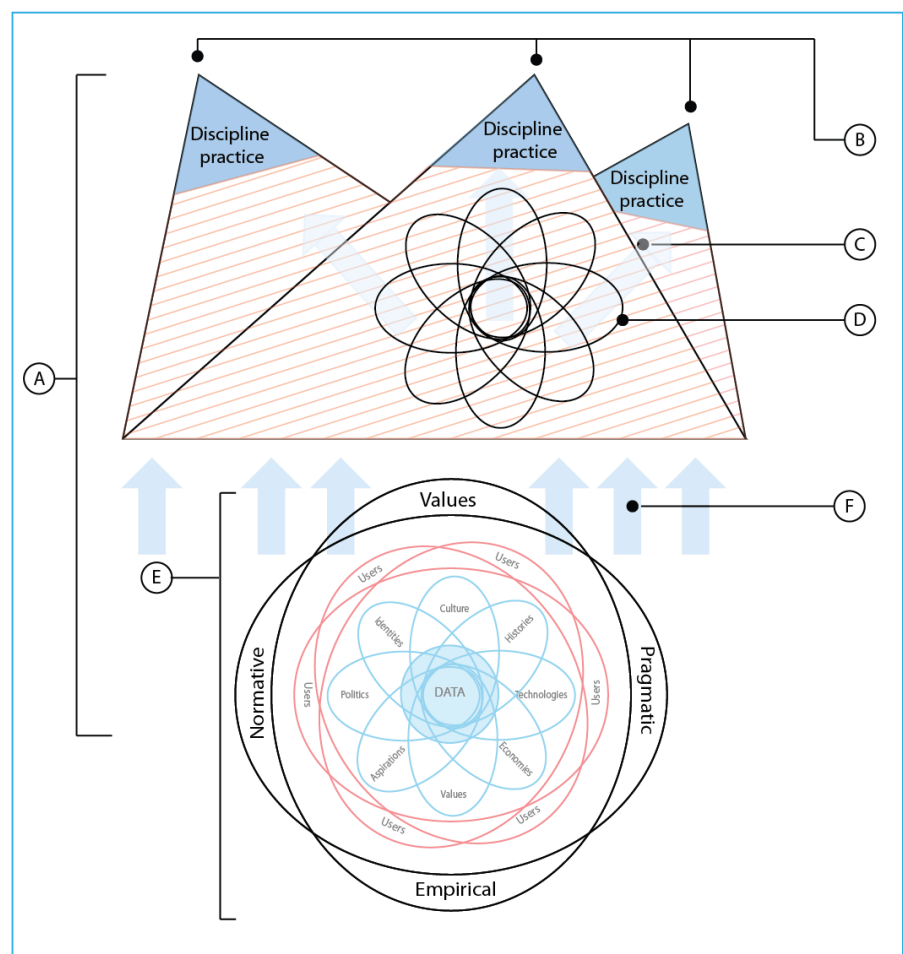 Discipline
practice
Discipline
practice
Discipline
practice
B
C
D
A
F
E
Values
Users
Users
Culture
Identities
Histories
Normative
Users
Politics
DATA
Technologies
Users
Pragmatic
Aspirations
Economies
Values
Users
Users
Empirical